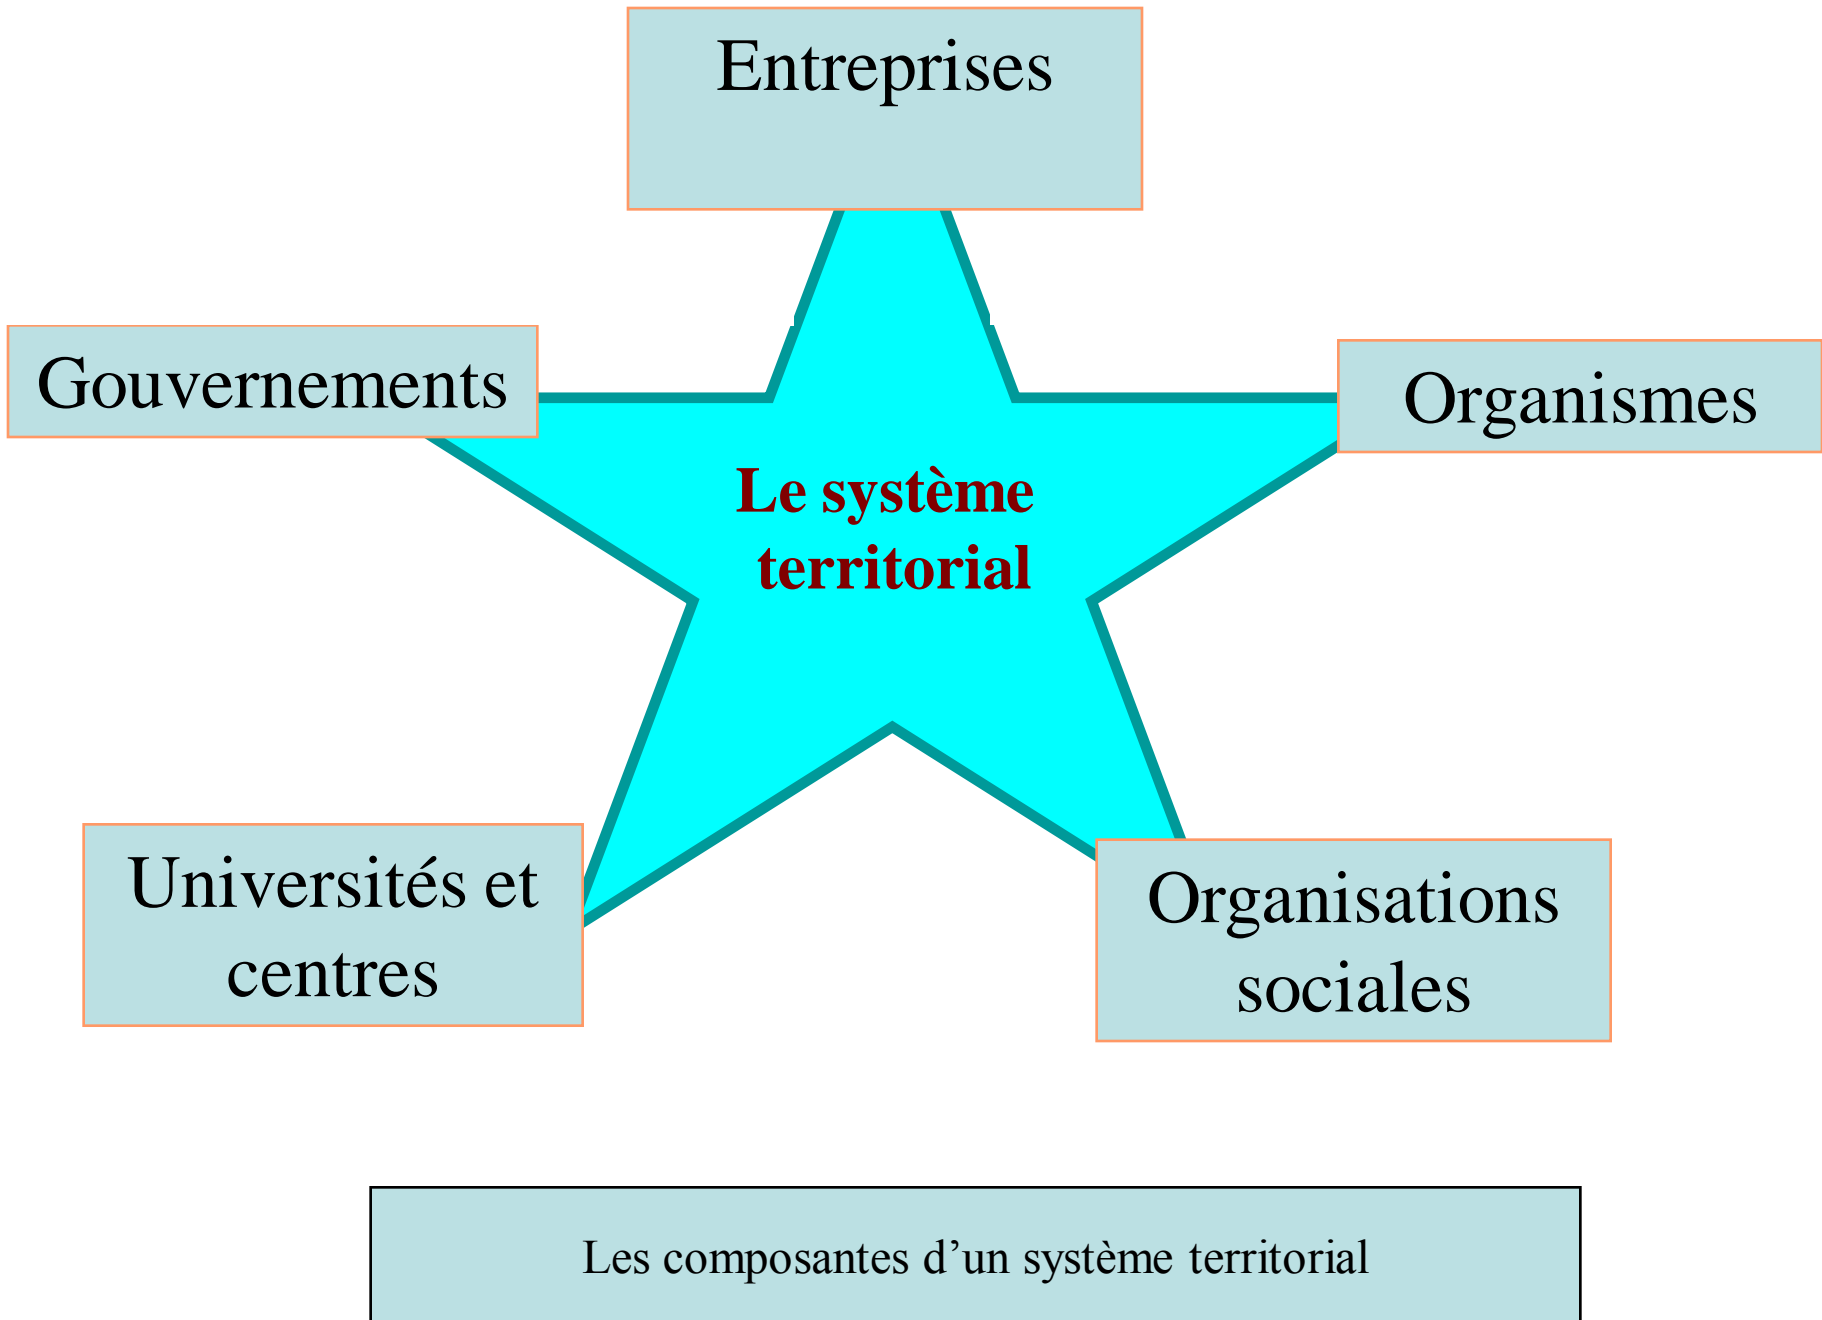 Entreprises
Gouvernements
Organismes
Le système
territorial
Universités et
centres
Organisations
sociales
Les composantes d’un système territorial